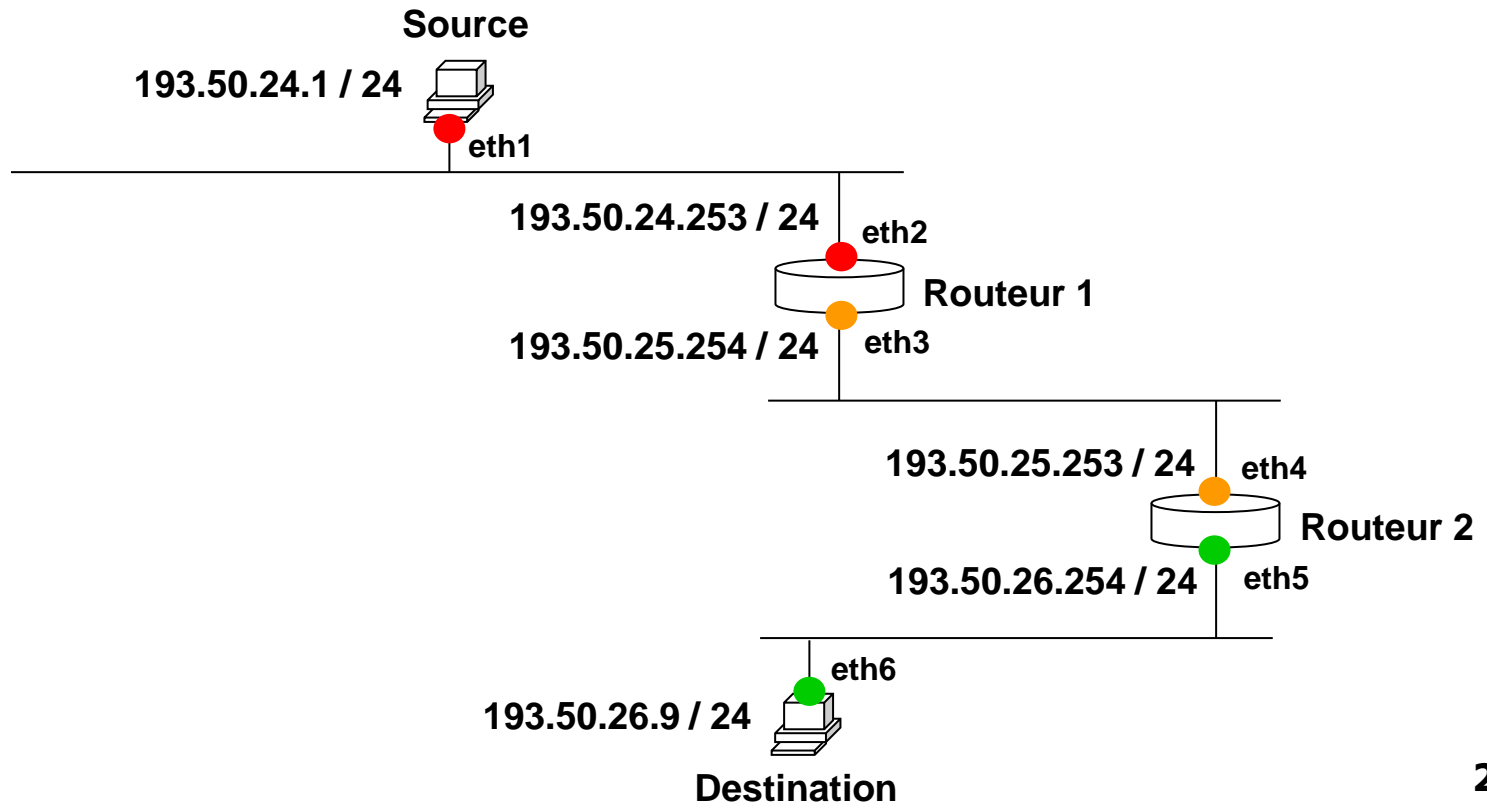 Source
193.50.24.1 / 24
eth1
193.50.24.253 / 24
eth2
Routeur 1
193.50.25.254 / 24
eth3
193.50.25.253 / 24
eth4
Routeur 2
193.50.26.254 / 24
eth5
eth6
193.50.26.9 / 24
Destination
2